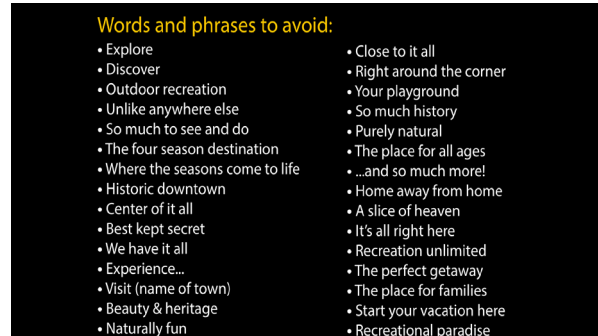 Words and phrases to avoid:
• Explore
• Discover
• Outdoor recreation
• Unlike anywhere else
• So much to see and do
• The four season destination
• Where the seasons come to life
• Historic downtown
• Center of it all
• Best kept secret
• We have it all
• Experience...
• Visit (name of town)
• Beauty & heritage
• Naturally fun
• Close to it all
• Right around the corner
• Your playground
• So much history
• Purely natural
• The place for all ages
• ...and so much more!
• Home away from home
• A slice of heaven
• It's all right here
• Recreation unlimited
• The perfect getaway
• The place for families
• Start your vacation here
• Recreational paradise